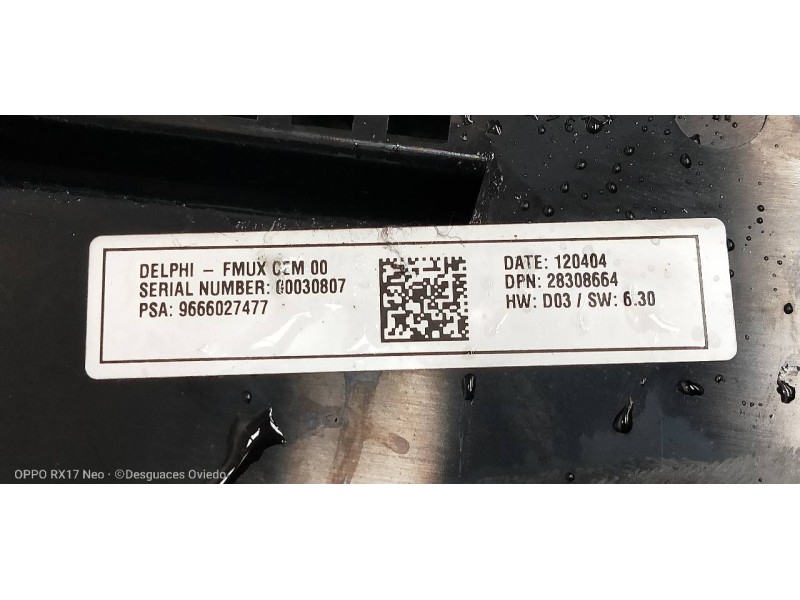 DELPHI - FMUX 00
SERIAL NUMBER: 00030807
PSA: 9666027477
DATE: 120404
DPN: 28308664
HW: D03 / SW: 6.30
OPPO RX17 Neo · ©Desguaces Oviedo